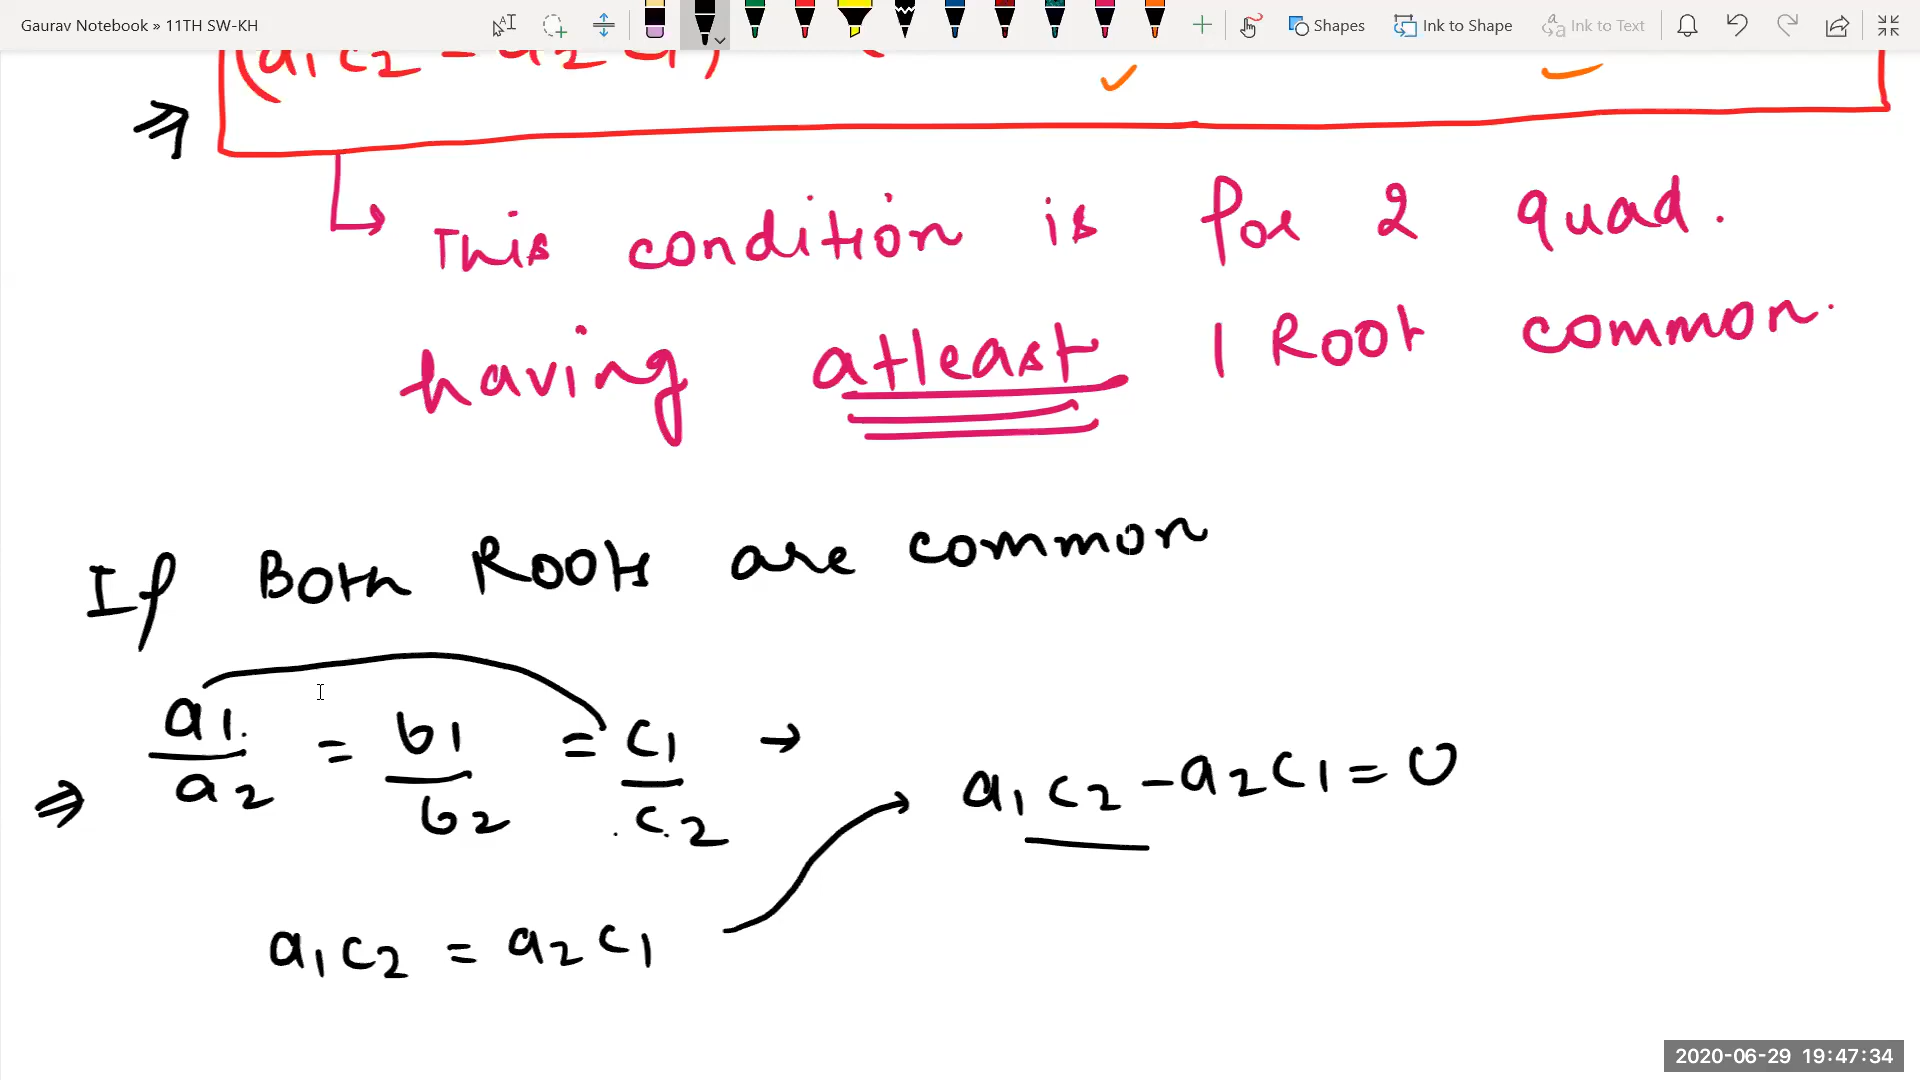 Gaurav Notebook » 11TH SW-KH
Shapes
Ink to Shape
Ink to Text
(a1c2 - a2c1)
⇒
This condition is for 2 quad.
having atleast 1 Root common.
If Both Roots are common
⇒ a1/a2 = b1/b2 = c1/c2 →
a1c2 - a2c1 = 0
a1c2 = a2c1
2020-06-29 19:47:34